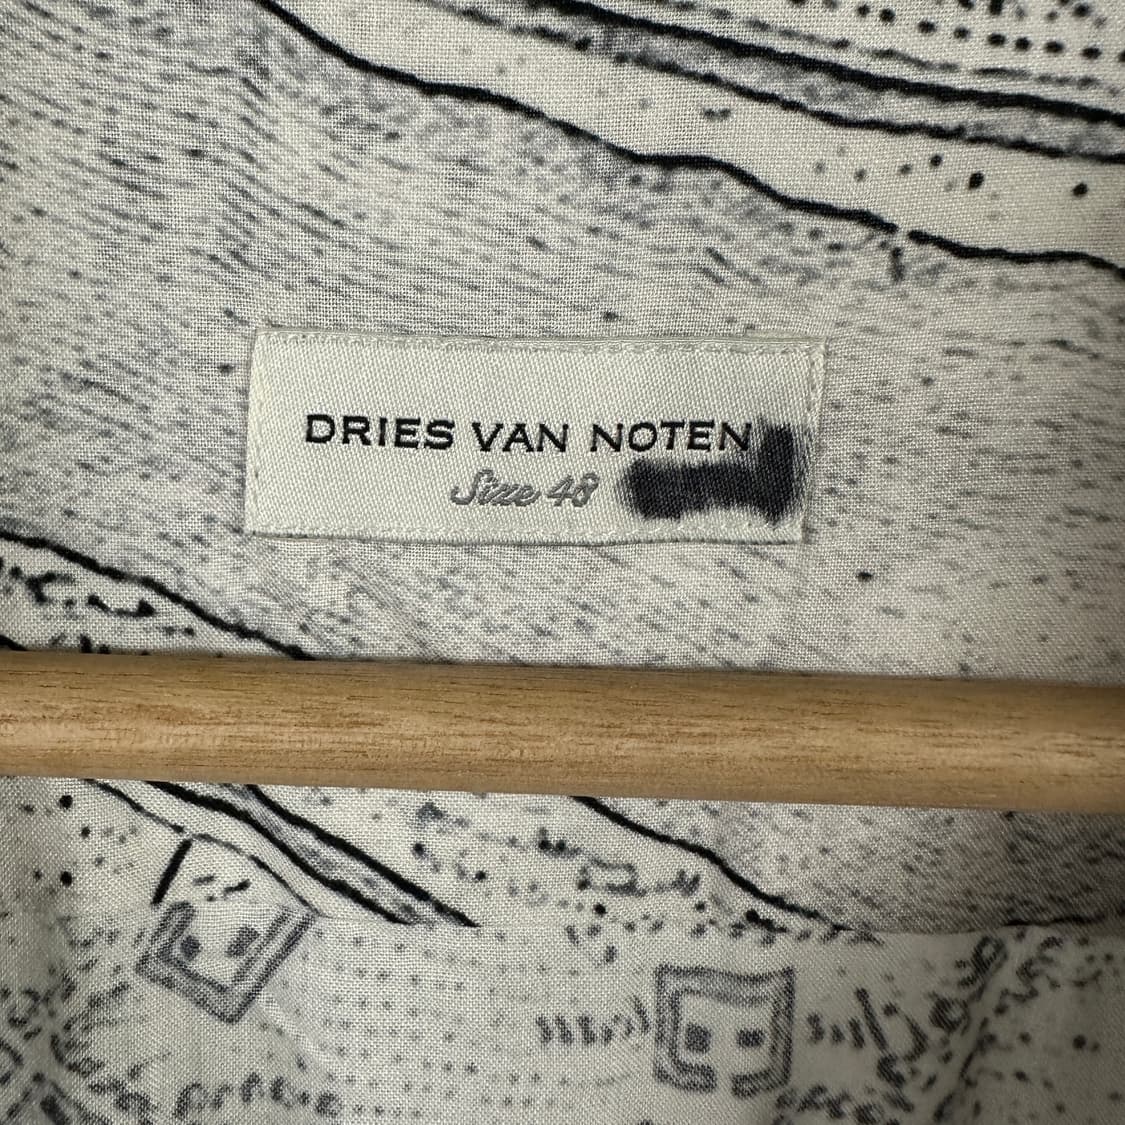 DRIES VAN NOTEN
Size 48